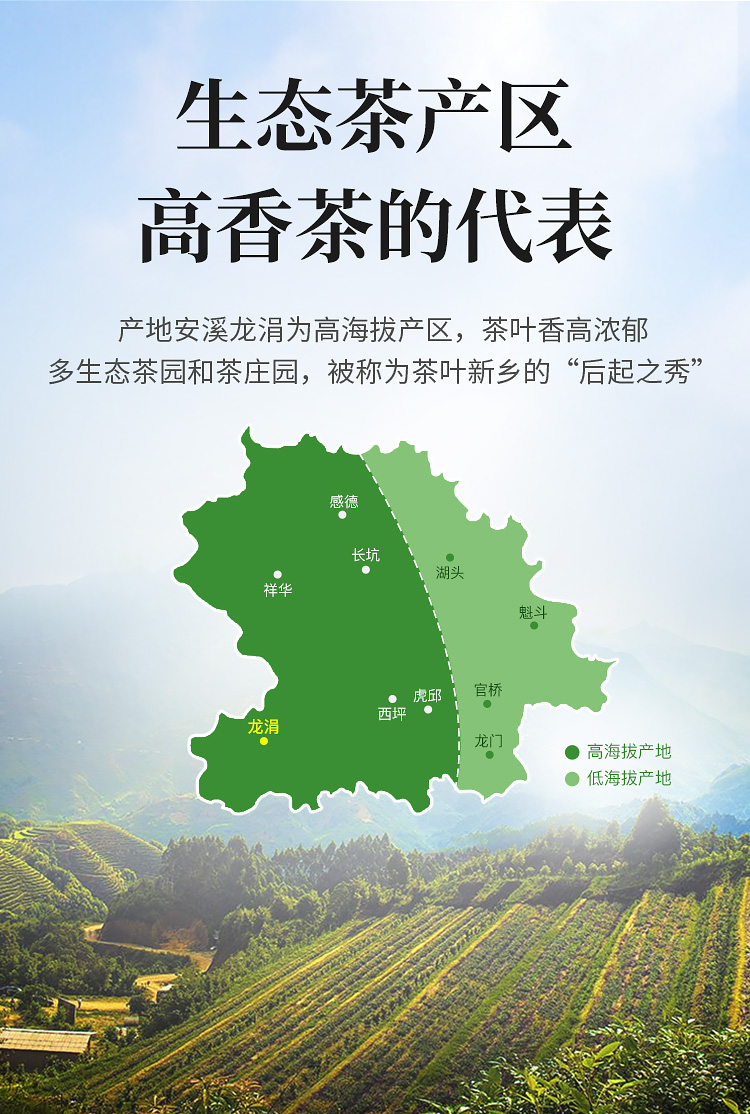 生态茶产区
高香茶的代表
产地安溪龙涓为高海拔产区，茶叶香高浓郁
多生态茶园和茶庄园，被称为茶叶新乡的“后起之秀”
感德
长坑
湖头
祥华
魁斗
官桥
虎邱
西坪
龙涓
龙门
高海拔产地
低海拔产地